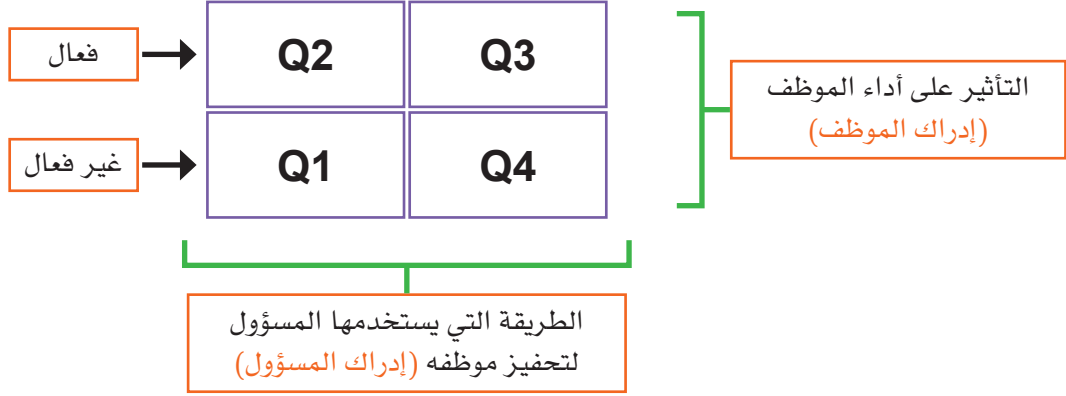 فعال
Q2
Q3
التأثير على أداء الموظف
(إدراك الموظف)
غير فعال
Q1
Q4
الطريقة التي يستخدمها المسؤول
لتحفيز موظفه (إدراك المسؤول)